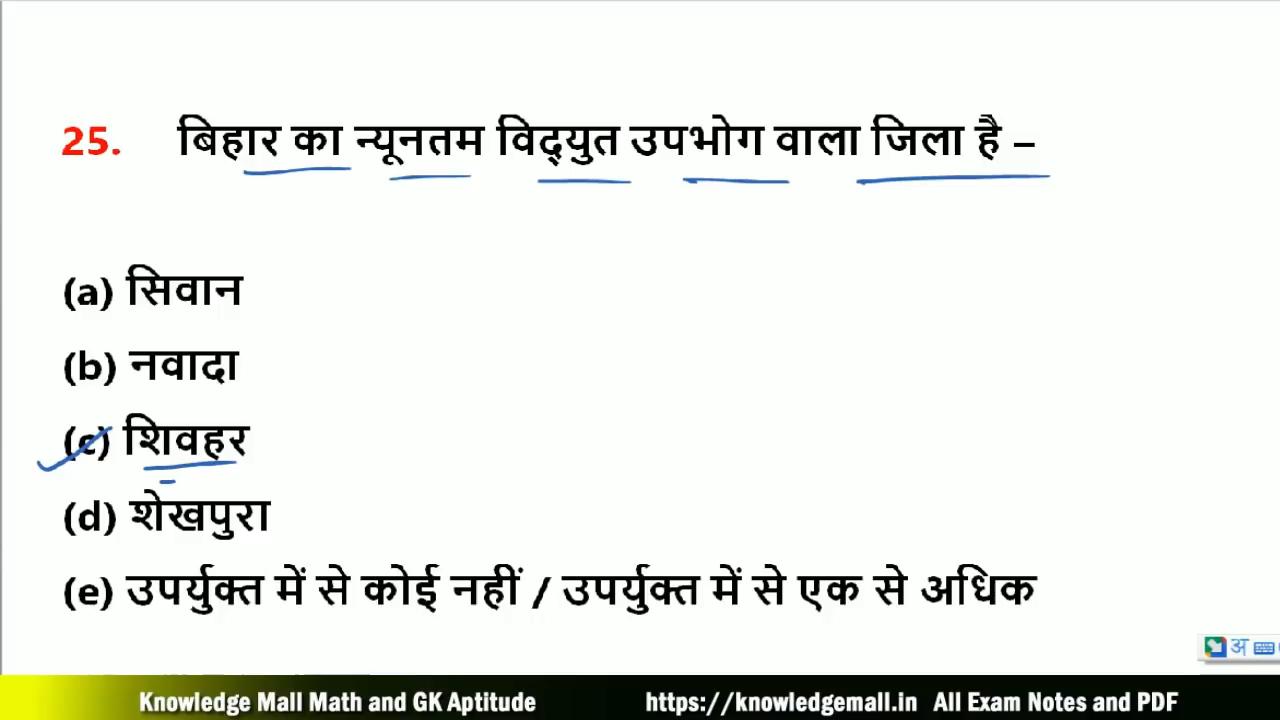 25. बिहार का न्यूनतम विद्युत उपभोग वाला जिला है –
(a) सिवान
(b) नवादा
(c) शिवहर
(d) शेखपुरा
(e) उपर्युक्त में से कोई नहीं / उपर्युक्त में से एक से अधिक
अ
Knowledge Mall Math and GK Aptitude https://knowledgemall.in All Exam Notes and PDF